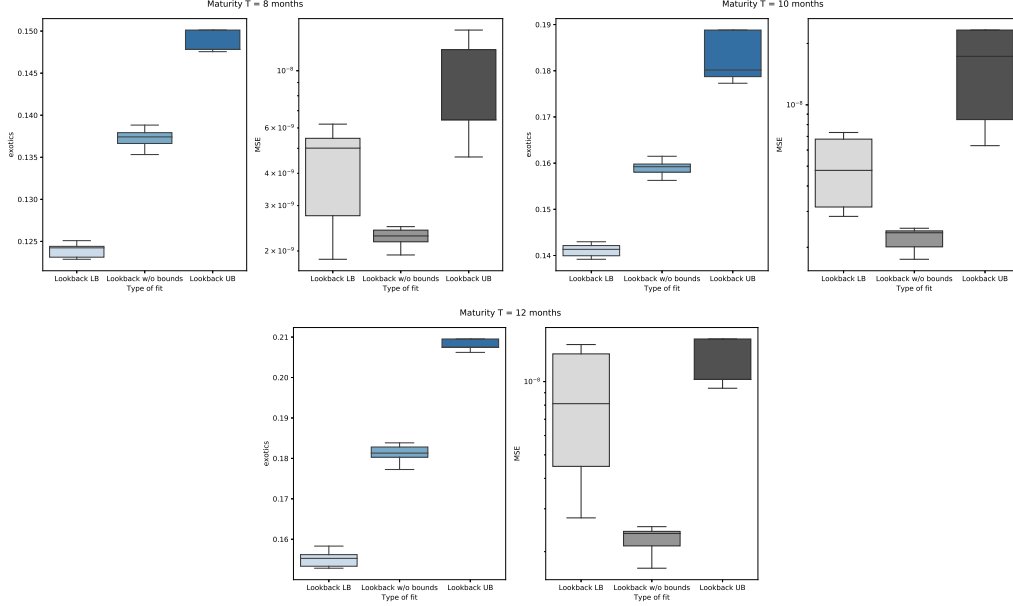 Maturity T = 8 months
exotics
0.150
0.145
0.140
0.135
0.130
0.125
Lookback LB Lookback w/o bounds Lookback UB
Type of fit
MSE
10⁻⁸
6 × 10⁻⁹
4 × 10⁻⁹
3 × 10⁻⁹
2 × 10⁻⁹
Lookback LB Lookback w/o bounds Lookback UB
Type of fit
Maturity T = 10 months
exotics
0.19
0.18
0.17
0.16
0.15
0.14
Lookback LB Lookback w/o bounds Lookback UB
Type of fit
MSE
10⁻⁸
Lookback LB Lookback w/o bounds Lookback UB
Type of fit
Maturity T = 12 months
exotics
0.21
0.20
0.19
0.18
0.17
0.16
Lookback LB Lookback w/o bounds Lookback UB
Type of fit
MSE
10⁻⁸
Lookback LB Lookback w/o bounds Lookback UB
Type of fit